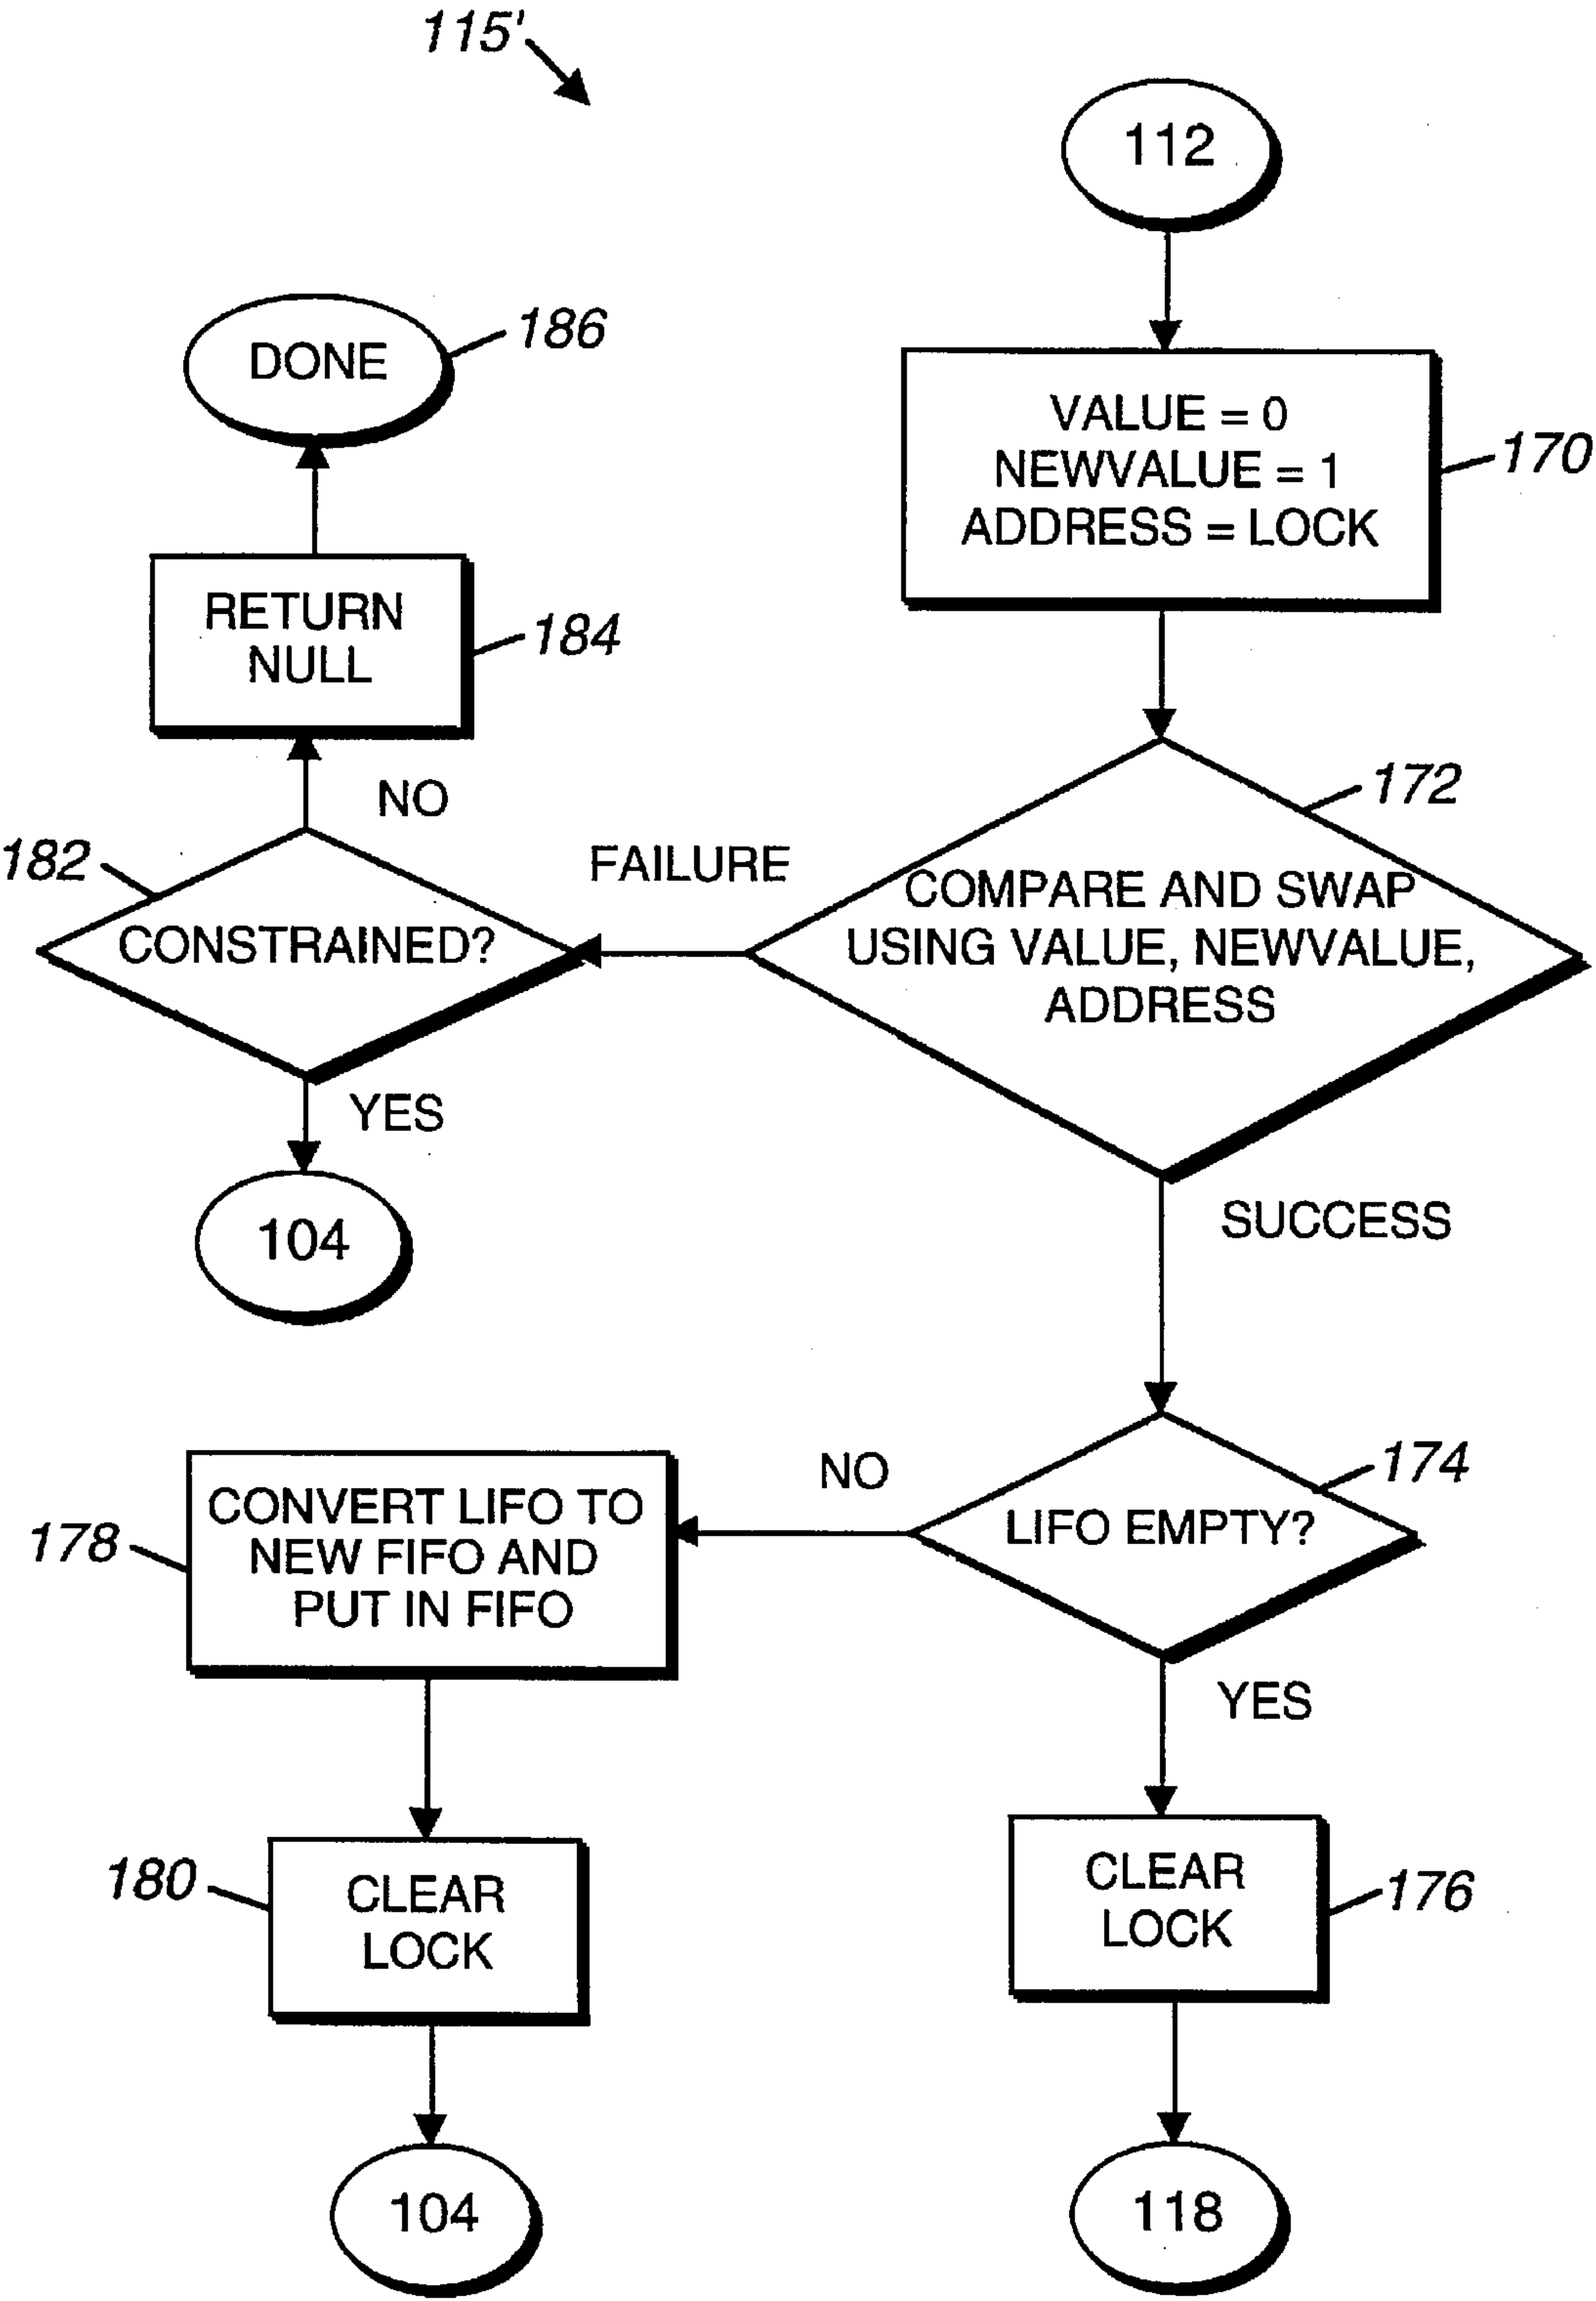 115'
112
VALUE = 0
NEWVALUE = 1
ADDRESS = LOCK
170
DONE
186
RETURN
NULL
184
NO
182
CONSTRAINED?
FAILURE
172
COMPARE AND SWAP
USING VALUE, NEWVALUE,
ADDRESS
YES
104
SUCCESS
174
LIFO EMPTY?
NO
178
CONVERT LIFO TO
NEW FIFO AND
PUT IN FIFO
YES
180
CLEAR
LOCK
CLEAR
LOCK
176
104
118